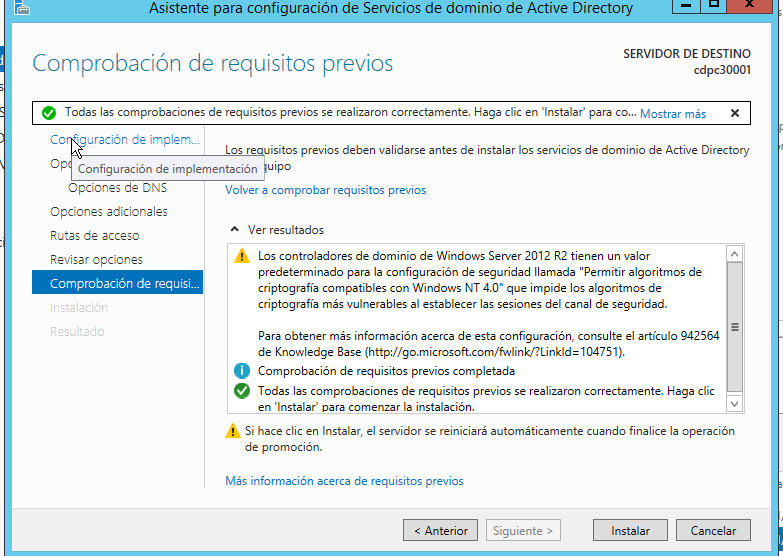 Asistente para configuración de Servicios de dominio de Active Directory
Comprobación de requisitos previos
SERVIDOR DE DESTINO
cdpc30001
Todas las comprobaciones de requisitos previos se realizaron correctamente. Haga clic en 'Instalar' para co... Mostrar más
Configuración de implem...
Configuración de implementación
Opciones de DNS
Opciones adicionales
Rutas de acceso
Revisar opciones
Comprobación de requisi...
Instalación
Resultado
Los requisitos previos deben validarse antes de instalar los servicios de dominio de Active Directory
Volver a comprobar requisitos previos
Ver resultados
Los controladores de dominio de Windows Server 2012 R2 tienen un valor
predeterminado para la configuración de seguridad llamada "Permitir algoritmos de
criptografía compatibles con Windows NT 4.0" que impide los algoritmos de
criptografía más vulnerables al establecer las sesiones del canal de seguridad.
Para obtener más información acerca de esta configuración, consulte el artículo 942564
de Knowledge Base (http://go.microsoft.com/fwlink/?LinkId=104751).
Comprobación de requisitos previos completada
Todas las comprobaciones de requisitos previos se realizaron correctamente. Haga clic
en 'Instalar' para comenzar la instalación.
Si hace clic en Instalar, el servidor se reiniciará automáticamente cuando finalice la operación
de promoción.
Más información acerca de requisitos previos
< Anterior
Siguiente >
Instalar
Cancelar